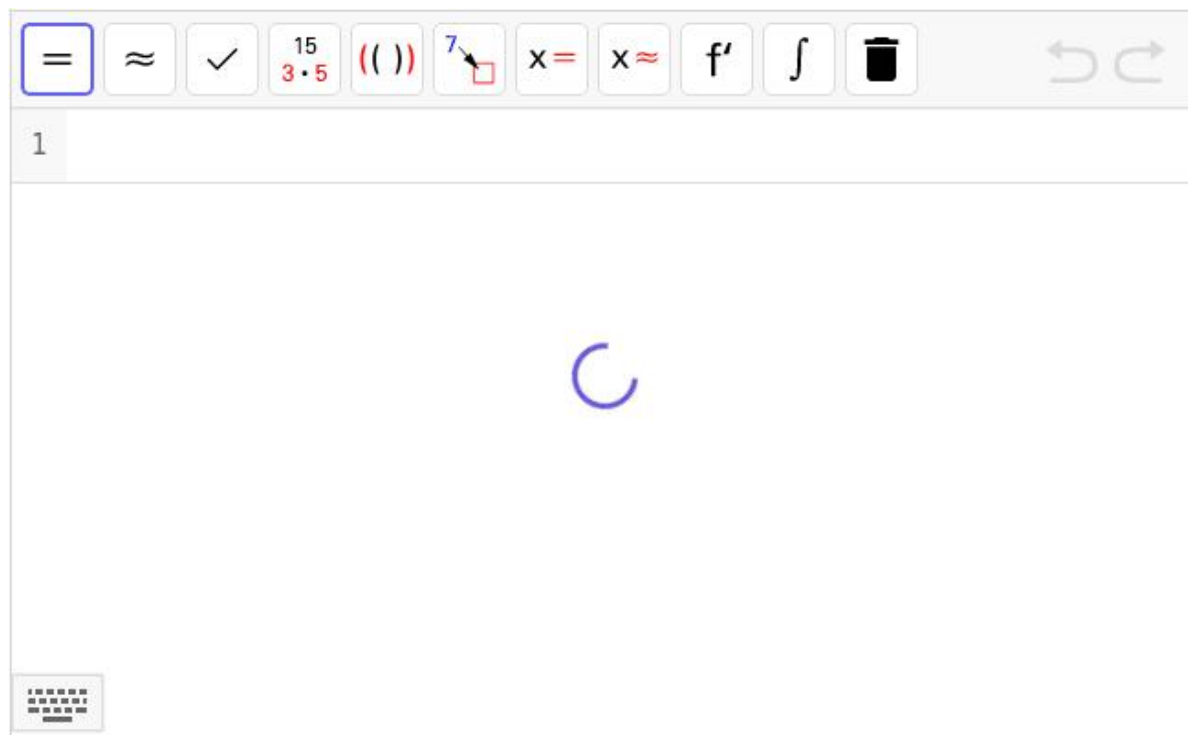 = ≈ ✓ 15 3·5 (( )) 7 x= x≈ f′ ∫
1